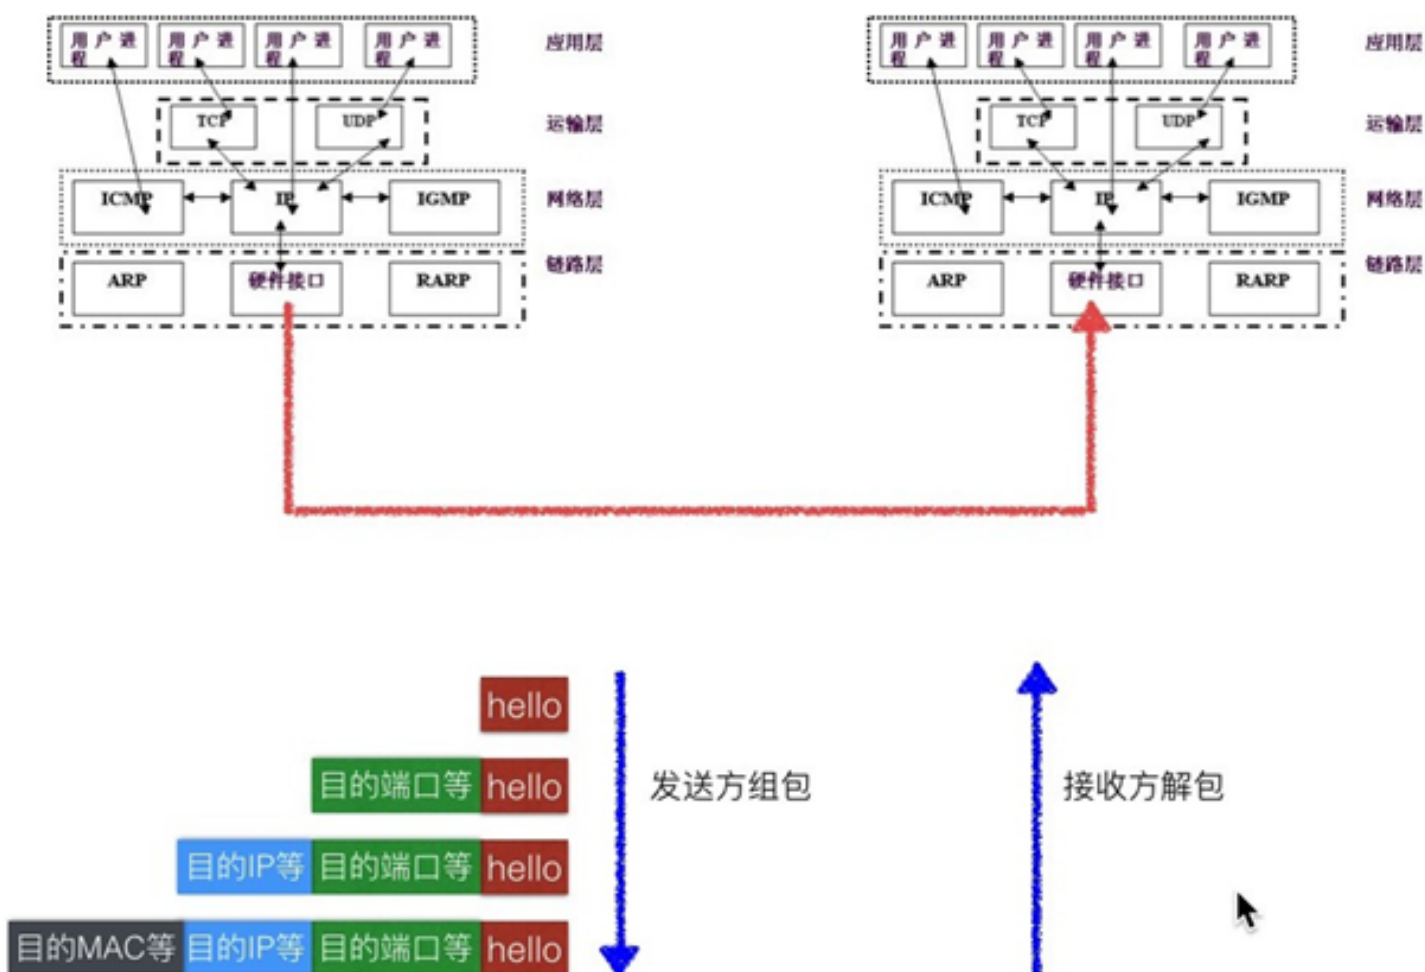 用户进程 用户进程 用户进程 用户进程 应用层
TCP UDP 运输层
ICMP IP IGMP 网络层
链路层
ARP 硬件接口 RARP
用户进程 用户进程 用户进程 用户进程 应用层
TCP UDP 运输层
ICMP IP IGMP 网络层
链路层
ARP 硬件接口 RARP
hello
目的端口等 hello
发送方组包
接收方解包
目的IP等 目的端口等 hello
目的MAC等 目的IP等 目的端口等 hello